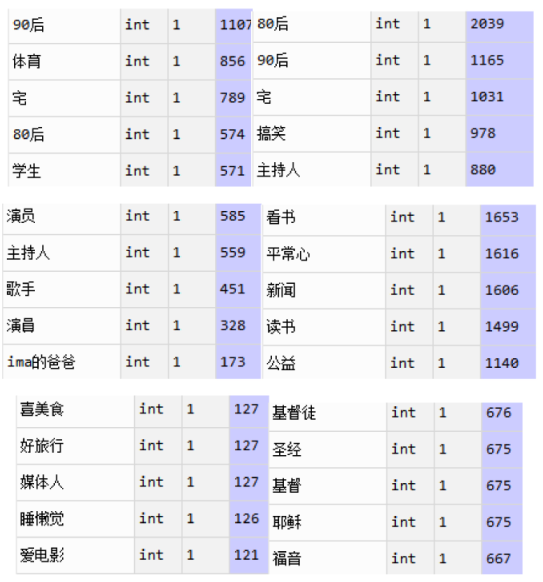 90后 int 1 1107
体育 int 1 856
宅 int 1 789
80后 int 1 574
学生 int 1 571
80后 int 1 2039
90后 int 1 1165
宅 int 1 1031
搞笑 int 1 978
主持人 int 1 880
演员 int 1 585
主持人 int 1 559
歌手 int 1 451
演員 int 1 328
ima的爸爸 int 1 173
看书 int 1 1653
平常心 int 1 1616
新闻 int 1 1606
读书 int 1 1499
公益 int 1 1140
喜美食 int 1 127
好旅行 int 1 127
媒体人 int 1 127
睡懒觉 int 1 126
爱电影 int 1 121
基督徒 int 1 676
圣经 int 1 675
基督 int 1 675
耶稣 int 1 675
福音 int 1 667